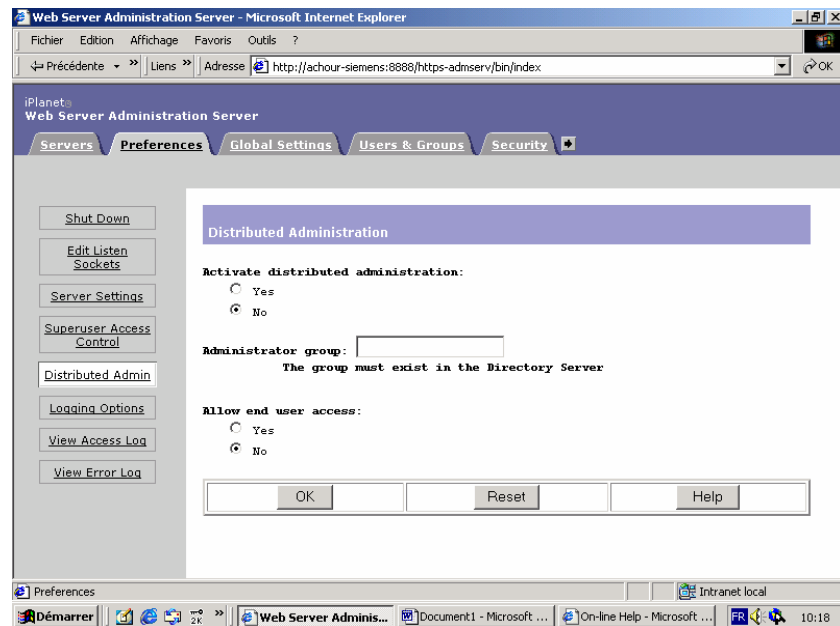 Web Server Administration Server - Microsoft Internet Explorer
Fichier Edition Affichage Favoris Outils ?
Précédente » Liens » Adresse http://achour-siemens:8888/https-admserv/bin/index OK
iPlanet
Web Server Administration Server
Servers Preferences Global Settings Users & Groups Security
Shut Down
Edit Listen
Sockets
Server Settings
Superuser Access
Control
Distributed Admin
Logging Options
View Access Log
View Error Log
Distributed Administration
Activate distributed administration:
Yes
No
Administrator group:
The group must exist in the Directory Server
Allow end user access:
Yes
No
OK Reset Help
Preferences Intranet local
Démarrer 2K » Web Server Adminis... Document1 - Microsoft ... On-line Help - Microsoft ... FR 10:18